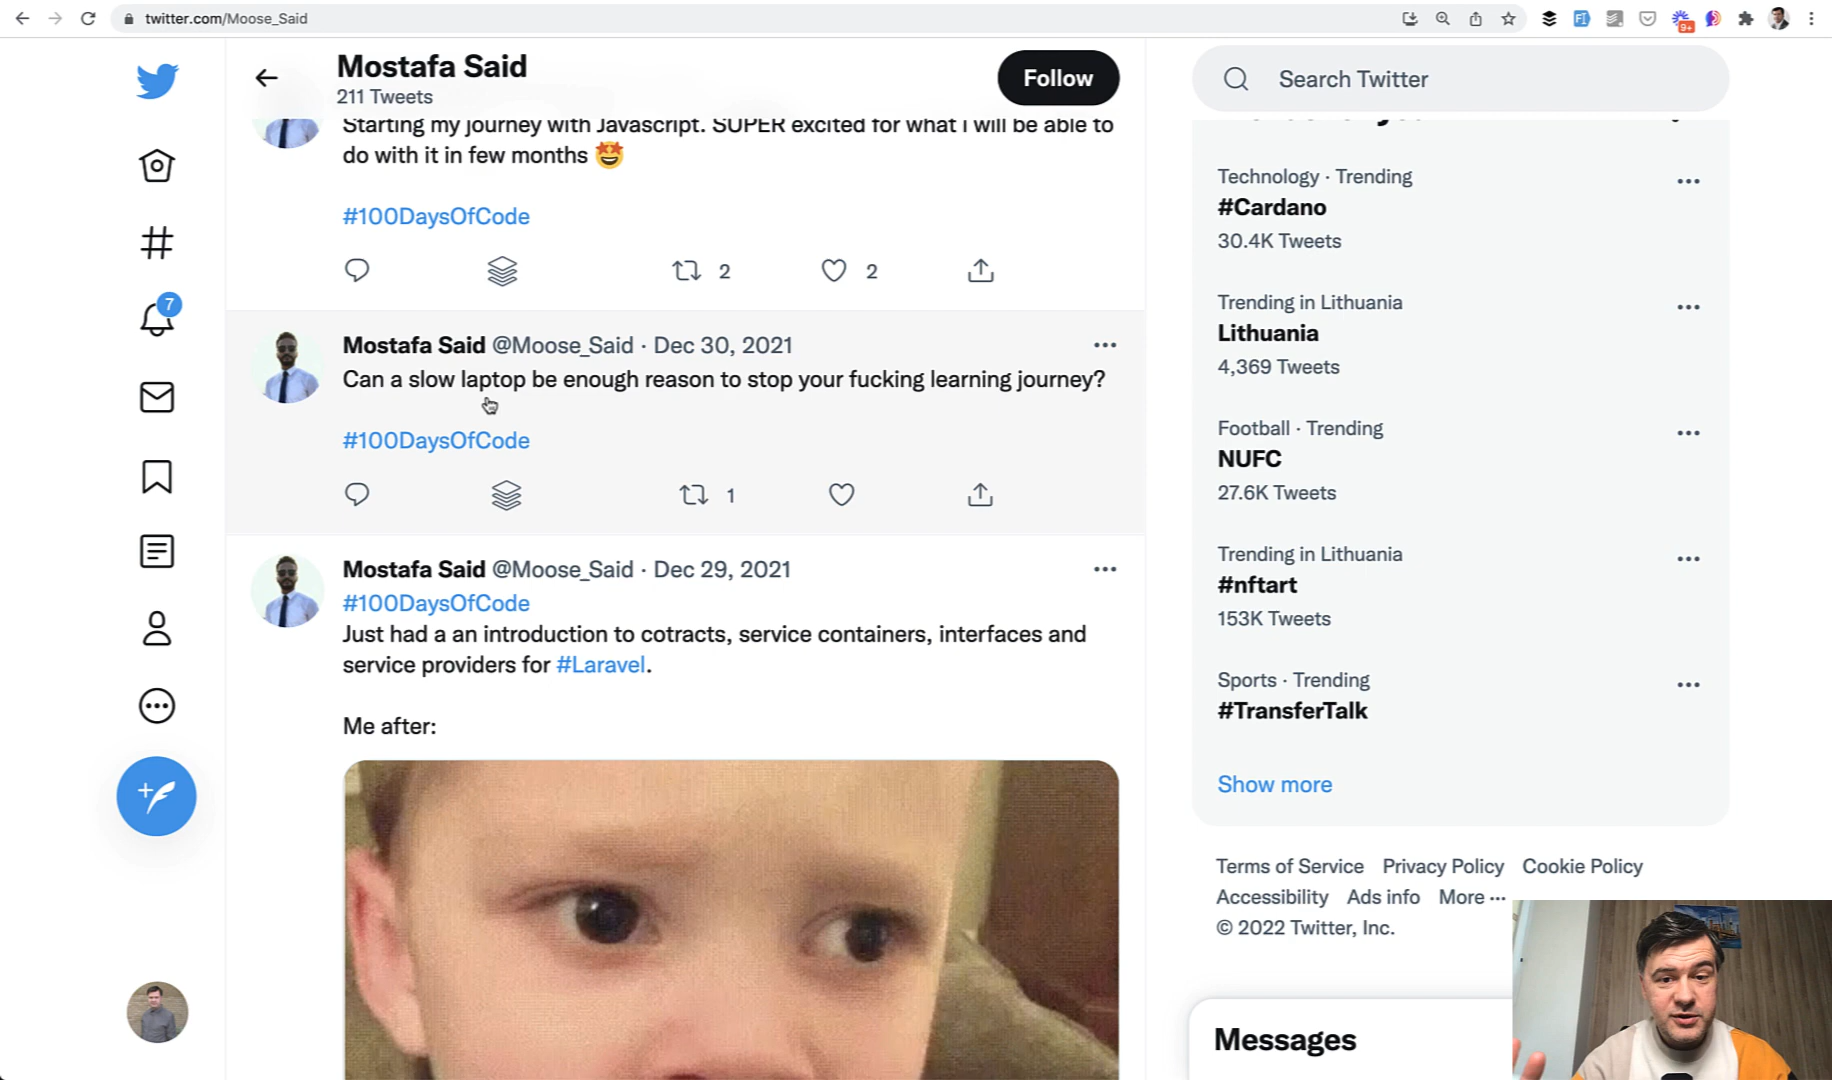 twitter.com/Moose_Said
9+
Mostafa Said
211 Tweets
Follow
Search Twitter
Starting my journey with Javascript. SUPER excited for what I will be able to
do with it in few months 🤩
#100DaysOfCode
2
2
7
Mostafa Said @Moose_Said · Dec 30, 2021
Can a slow laptop be enough reason to stop your fucking learning journey?
#100DaysOfCode
1
Mostafa Said @Moose_Said · Dec 29, 2021
#100DaysOfCode
Just had a an introduction to cotracts, service containers, interfaces and
service providers for #Laravel.
Me after:
Technology · Trending
#Cardano
30.4K Tweets
Trending in Lithuania
Lithuania
4,369 Tweets
Football · Trending
NUFC
27.6K Tweets
Trending in Lithuania
#nftart
153K Tweets
Sports · Trending
#TransferTalk
Show more
Terms of Service Privacy Policy Cookie Policy
Accessibility Ads info More ···
© 2022 Twitter, Inc.
Messages